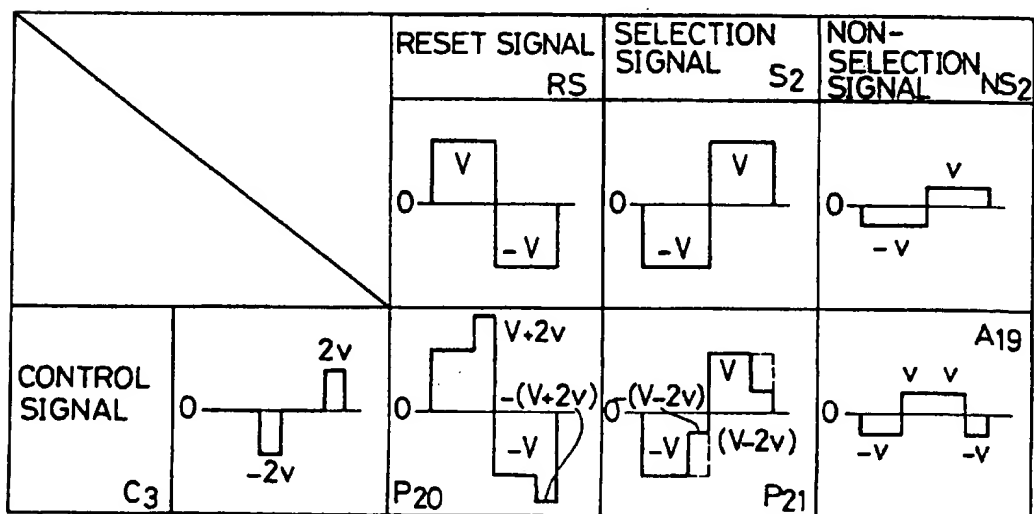 RESET SIGNAL
RS
SELECTION
SIGNAL S2
NON-
SELECTION
SIGNAL NS2
0 V -V
0 -V V
0 -v v
CONTROL
SIGNAL
C3
0 -2v 2v
0 V+2v
-(V+2v)
-V
P20
0 -(V-2v)
V
-V (V-2v)
P21
A19
v v
0
-v -v